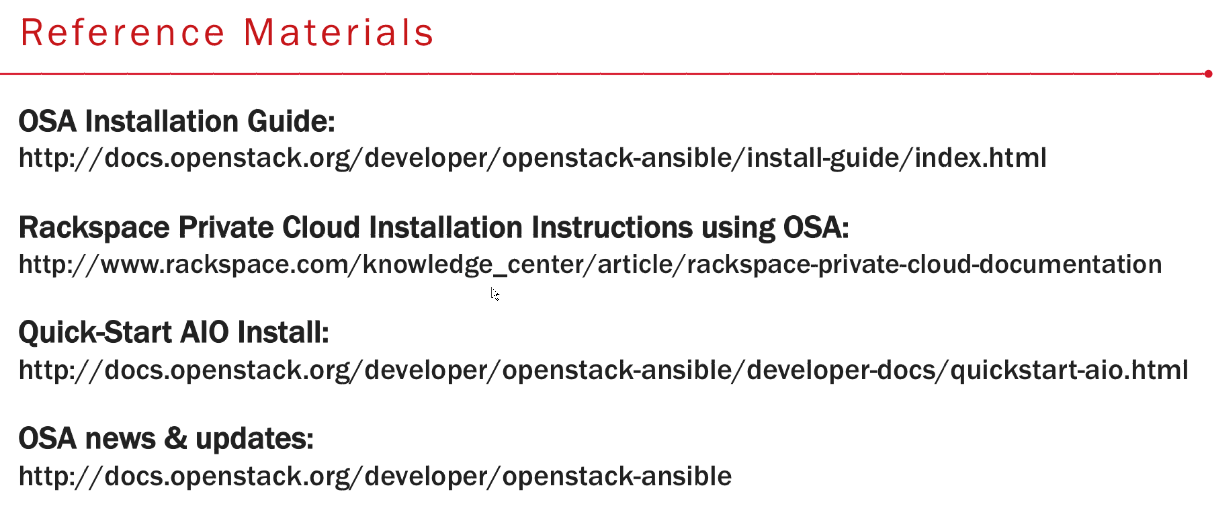 Reference Materials
OSA Installation Guide:
http://docs.openstack.org/developer/openstack-ansible/install-guide/index.html
Rackspace Private Cloud Installation Instructions using OSA:
http://www.rackspace.com/knowledge_center/article/rackspace-private-cloud-documentation
Quick-Start AIO Install:
http://docs.openstack.org/developer/openstack-ansible/developer-docs/quickstart-aio.html
OSA news & updates:
http://docs.openstack.org/developer/openstack-ansible